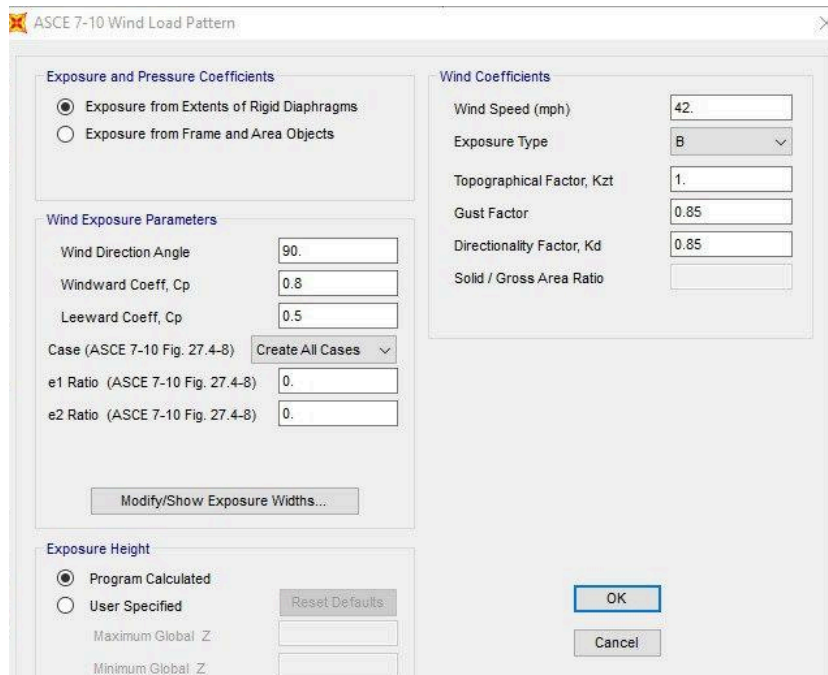 ASCE 7-10 Wind Load Pattern
Exposure and Pressure Coefficients
Exposure from Extents of Rigid Diaphragms
Exposure from Frame and Area Objects
Wind Exposure Parameters
Wind Direction Angle 90.
Windward Coeff, Cp 0.8
Leeward Coeff, Cp 0.5
Case (ASCE 7-10 Fig. 27.4-8) Create All Cases
e1 Ratio (ASCE 7-10 Fig. 27.4-8) 0.
e2 Ratio (ASCE 7-10 Fig. 27.4-8) 0.
Modify/Show Exposure Widths...
Exposure Height
Program Calculated
User Specified Reset Defaults
Maximum Global Z
Minimum Global Z
Wind Coefficients
Wind Speed (mph) 42.
Exposure Type B
Topographical Factor, Kzt 1.
Gust Factor 0.85
Directionality Factor, Kd 0.85
Solid / Gross Area Ratio
OK
Cancel